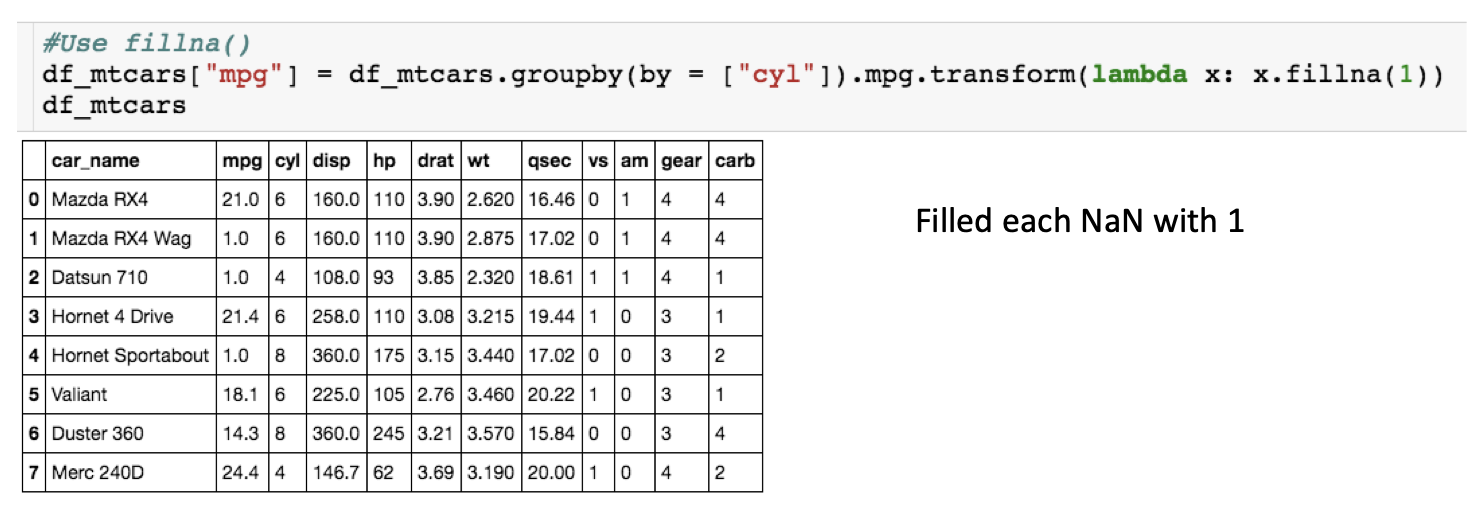 #Use fillna()
df_mtcars["mpg"] = df_mtcars.groupby(by = ["cyl"]).mpg.transform(lambda x: x.fillna(1))
df_mtcars
car_name mpg cyl disp hp drat wt qsec vs am gear carb
0 Mazda RX4 21.0 6 160.0 110 3.90 2.620 16.46 0 1 4 4
Filled each NaN with 1
1 Mazda RX4 Wag 1.0 6 160.0 110 3.90 2.875 17.02 0 1 4 4
2 Datsun 710 1.0 4 108.0 93 3.85 2.320 18.61 1 1 4 1
3 Hornet 4 Drive 21.4 6 258.0 110 3.08 3.215 19.44 1 0 3 1
4 Hornet Sportabout 1.0 8 360.0 175 3.15 3.440 17.02 0 0 3 2
5 Valiant 18.1 6 225.0 105 2.76 3.460 20.22 1 0 3 1
6 Duster 360 14.3 8 360.0 245 3.21 3.570 15.84 0 0 3 4
7 Merc 240D 24.4 4 146.7 62 3.69 3.190 20.00 1 0 4 2